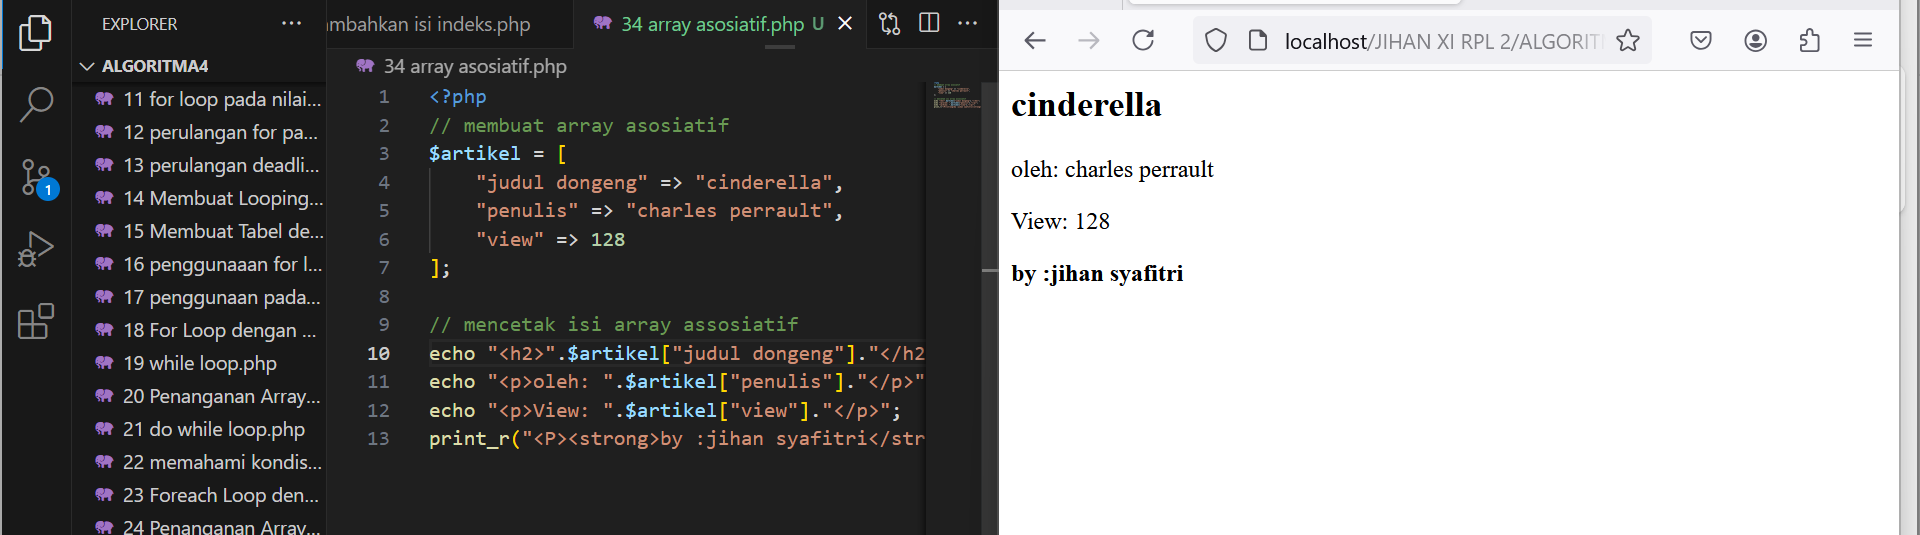 EXPLORER
ALGORITMA4
11 for loop pada nilai...
12 perulangan for pa...
13 perulangan deadli...
14 Membuat Looping...
15 Membuat Tabel de...
16 penggunaaan for l...
17 penggunaan pada...
18 For Loop dengan ...
19 while loop.php
20 Penanganan Array...
21 do while loop.php
22 memahami kondis...
23 Foreach Loop den...
24 Penanganan Array...
1
mbahkan isi indeks.php
34 array asosiatif.php U
34 array asosiatif.php
1 <?php
2 // membuat array asosiatif
3 $artikel = [
4 "judul dongeng" => "cinderella",
5 "penulis" => "charles perrault",
6 "view" => 128
7 ];
8
9 // mencetak isi array assosiatif
10 echo "<h2>".$artikel["judul dongeng"]."</h2
11 echo "<p>oleh: ".$artikel["penulis"]."</p>"
12 echo "<p>View: ".$artikel["view"]."</p>";
13 print_r("<P><strong>by :jihan syafitri</str
localhost/JIHAN XI RPL 2/ALGORIT
cinderella
oleh: charles perrault
View: 128
by :jihan syafitri